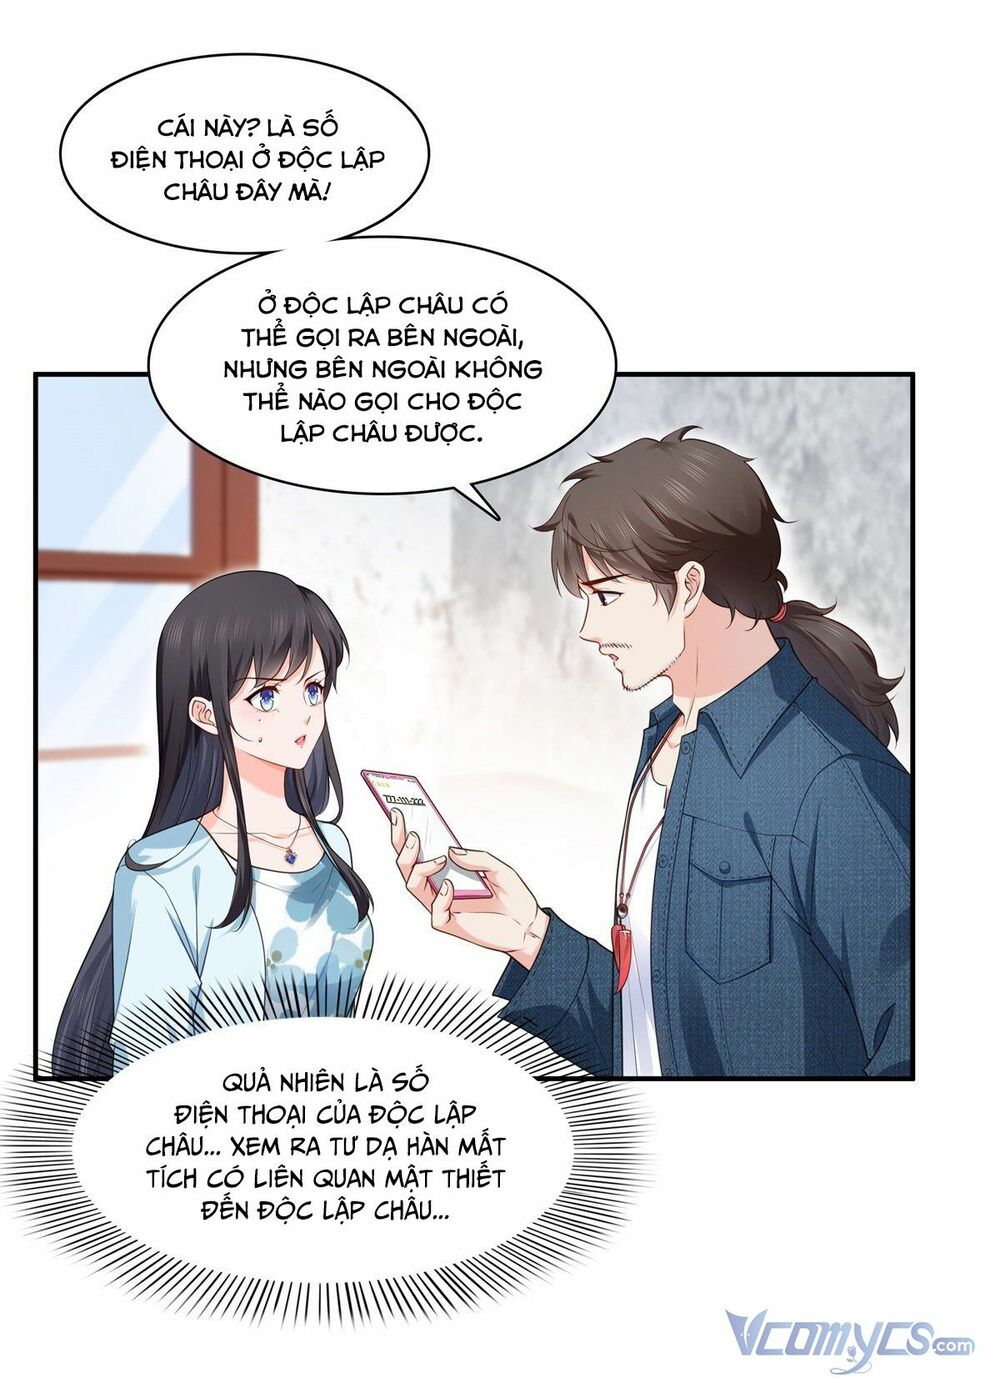 CÁI NÀY? LÀ SỐ
ĐIỆN THOẠI Ở ĐỘC LẬP
CHÂU ĐÂY MÀ!
Ở ĐỘC LẬP CHÂU CÓ
THỂ GỌI RA BÊN NGOÀI,
NHƯNG BÊN NGOÀI KHÔNG
THỂ NÀO GỌI CHO ĐỘC
LẬP CHÂU ĐƯỢC.
777-111-222
QUẢ NHIÊN LÀ SỐ
ĐIỆN THOẠI CỦA ĐỘC LẬP
CHÂU... XEM RA TƯ DẠ HÀN MẤT
TÍCH CÓ LIÊN QUAN MẬT THIẾT
ĐẾN ĐỘC LẬP CHÂU...
Vcomycs.com